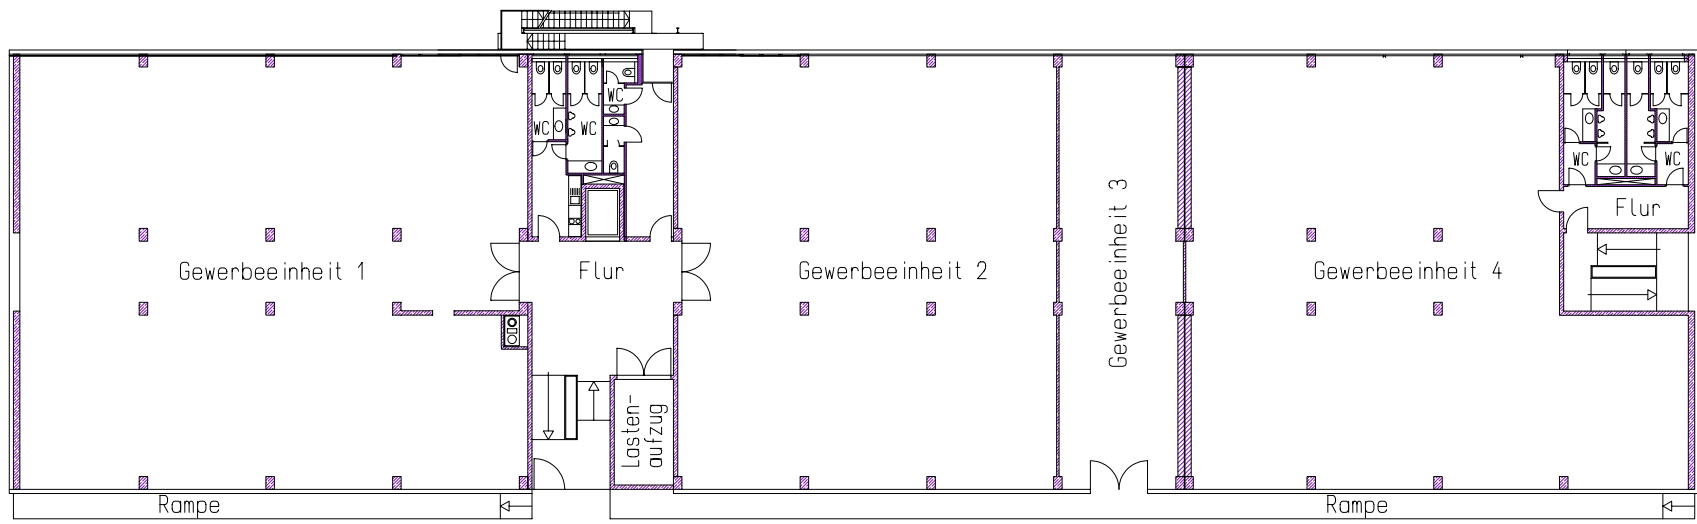 WC
WC
WC
WC
WC
Gewerbeeinheit 1
Flur
Gewerbeeinheit 2
Gewerbeeinheit 3
Gewerbeeinheit 4
Flur
Lasten-
aufzug
Rampe
Rampe